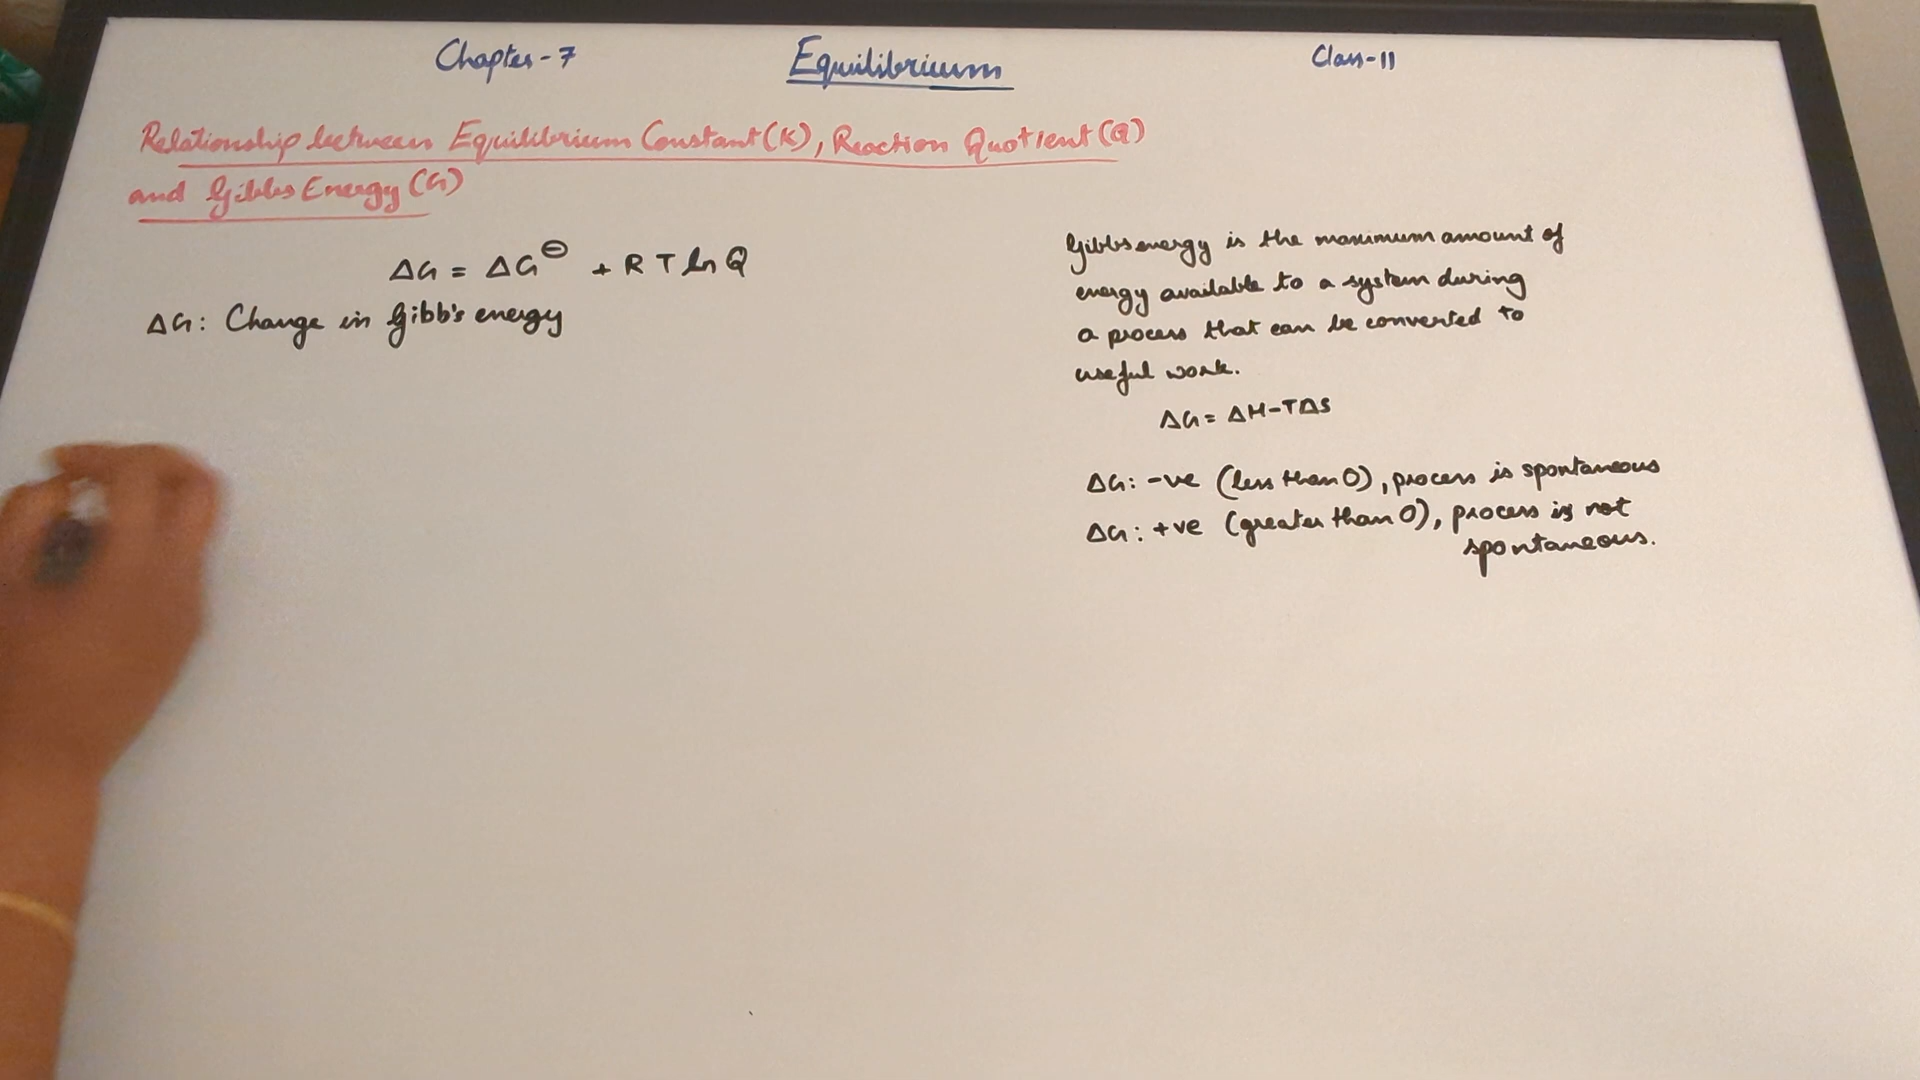 Chapter-7 Equilibrium Class-11
Relationship between Equilibrium Constant(K), Reaction Quotient(Q)
and Gibbs Energy(G)
ΔG = ΔG⊖ + RT ln Q
ΔG: Change in Gibb's energy
Gibbs energy is the maximum amount of
energy available to a system during
a process that can be converted to
useful work.
ΔG = ΔH-TΔS
ΔG: -ve (less than 0), process is spontaneous
ΔG: +ve (greater than 0), process is not
spontaneous.